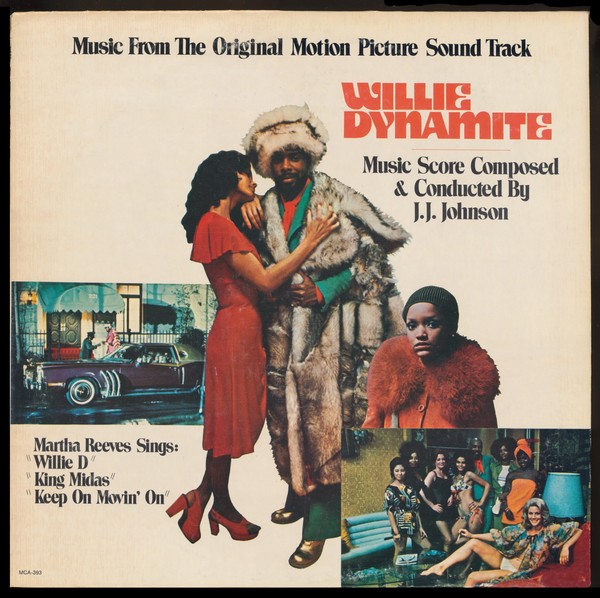 Music From The Original Motion Picture Sound Track
WILLIE
DYNAMITE
Music Score Composed
& Conducted By
J.J. Johnson
Martha Reeves Sings:
"Willie D"
"King Midas"
"Keep On Movin' On"
MCA-393